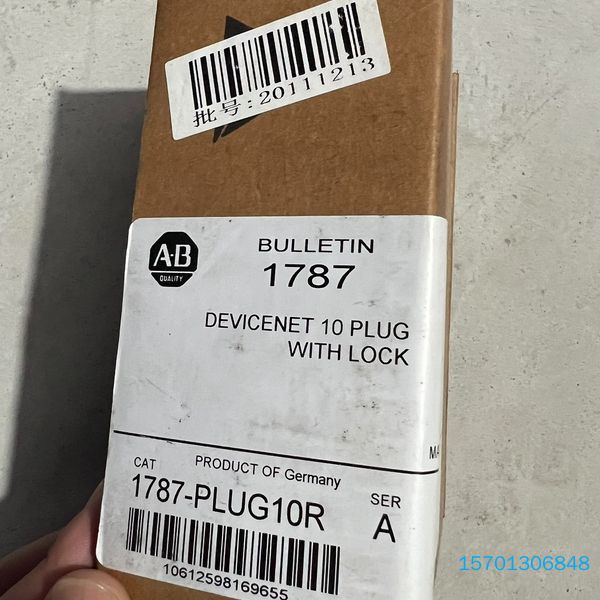 批号:20111213
A-B
QUALITY
BULLETIN
1787
DEVICENET 10 PLUG
WITH LOCK
MA
PRODUCT OF Germany
CAT
1787-PLUG10R
SER
A
10612598169655
15701306848